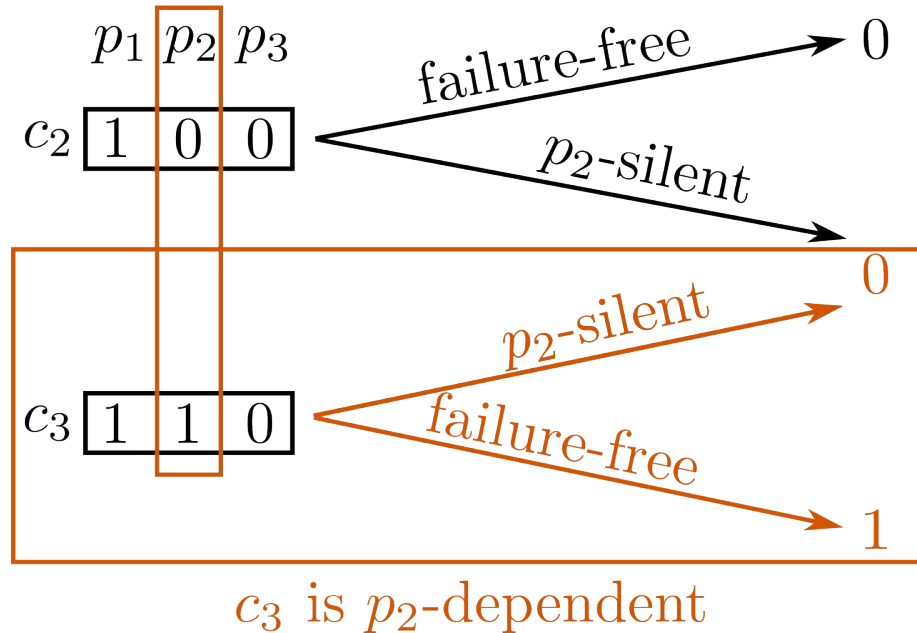 p₁ p₂ p₃
failure-free 0
c₂ 1 0 0
p₂-silent
0
p₂-silent
c₃ 1 1 0
failure-free
1
c₃ is p₂-dependent